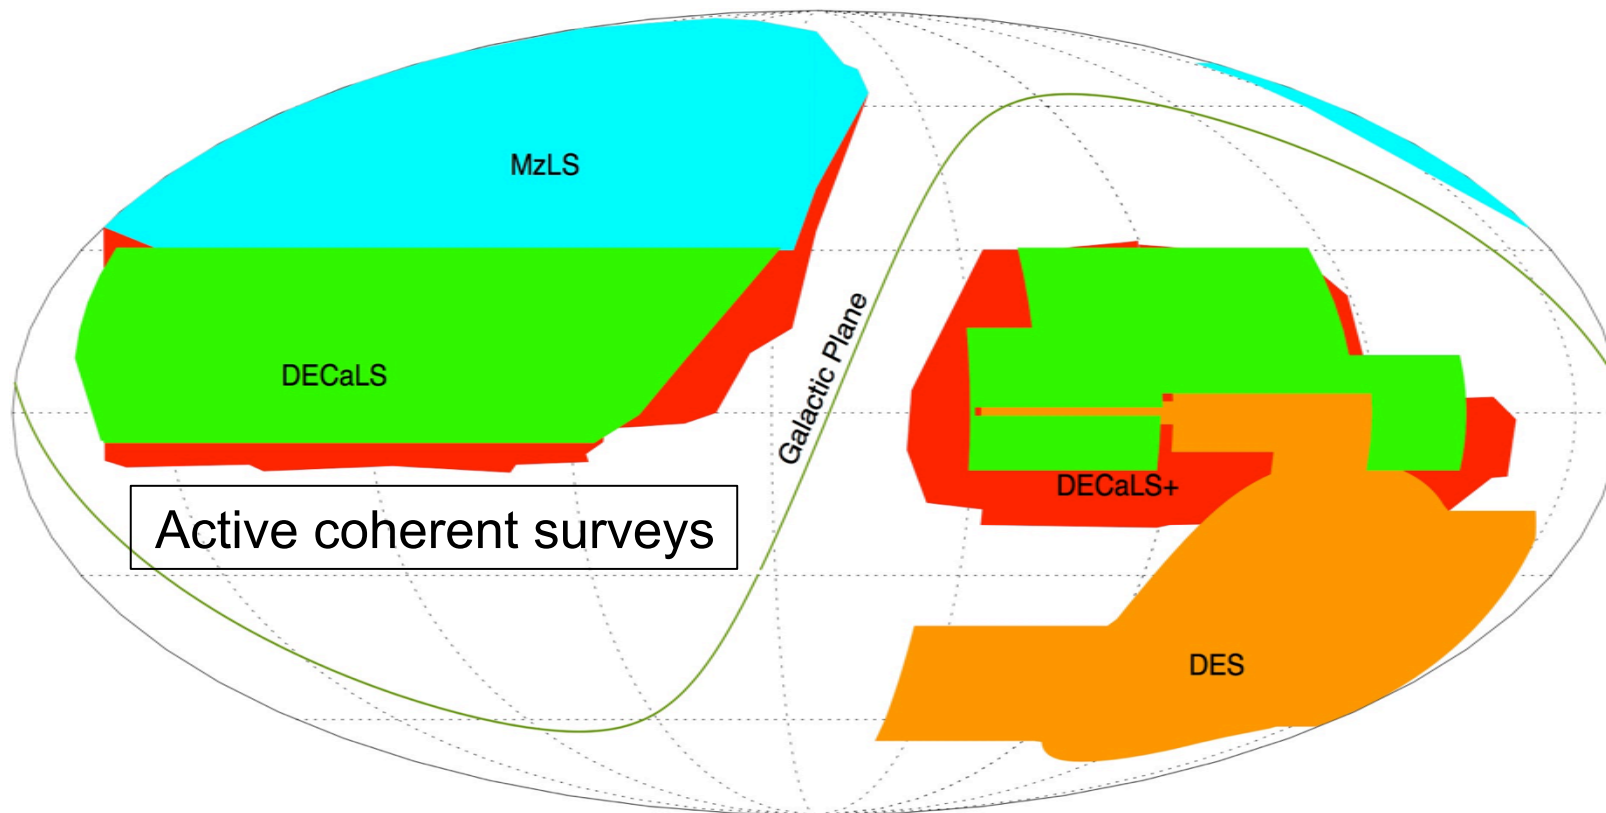 MzLS
DECaLS
Galactic Plane
DECaLS+
Active coherent surveys
DES